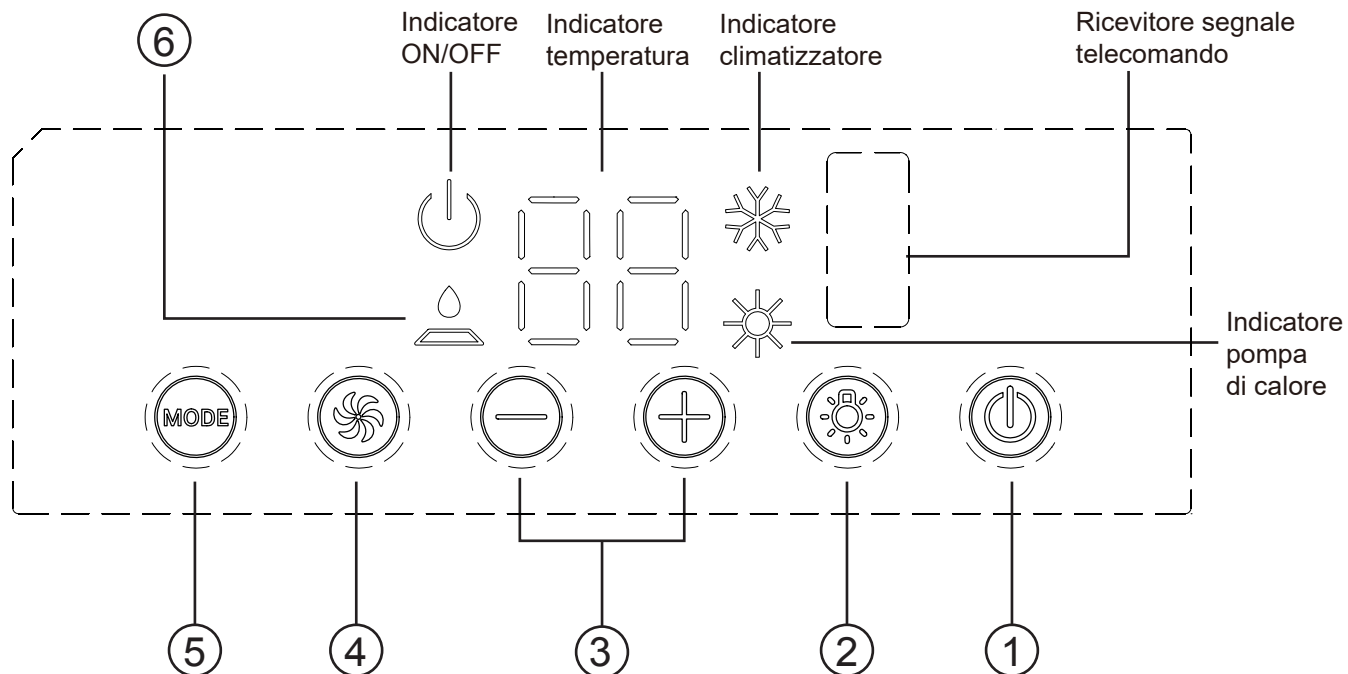 6
Indicatore
ON/OFF
Indicatore
temperatura
Indicatore
climatizzatore
Ricevitore segnale
telecomando
Indicatore
pompa
di calore
MODE
5
4
3
2
1